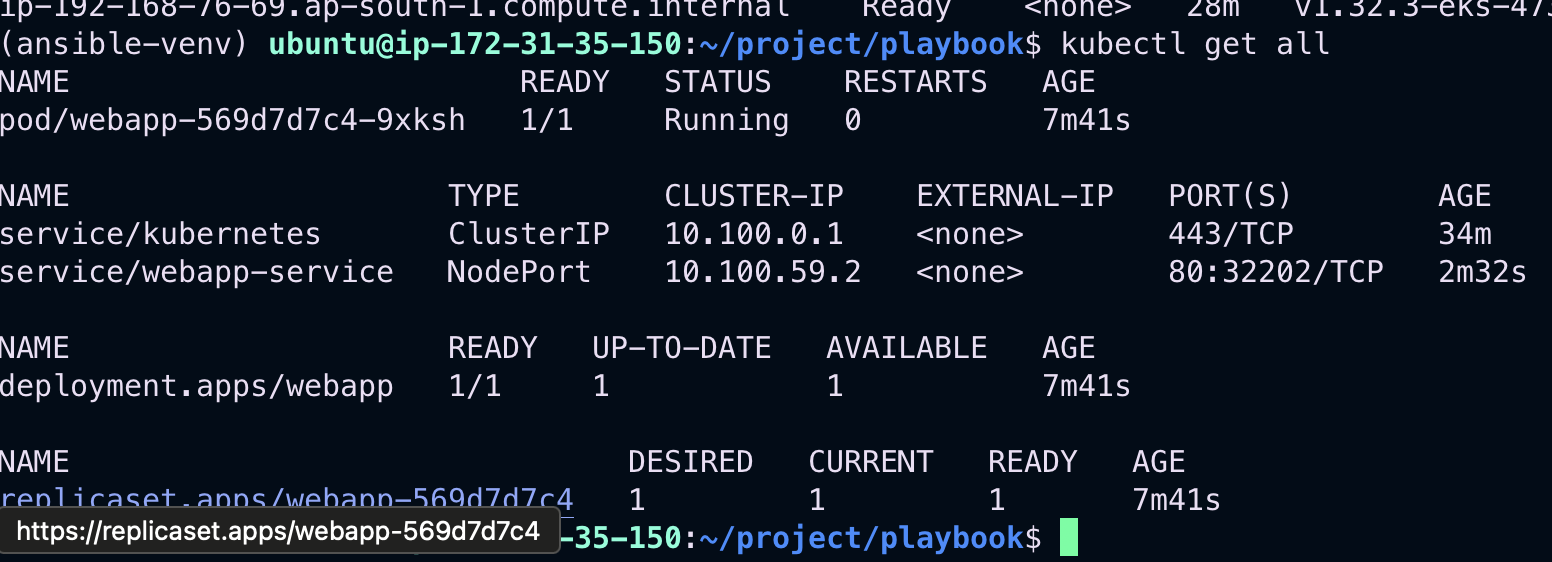 ip-192-168-76-69.ap-south-1.compute.internal Ready <none> 28m v1.32.3-eks-473
(ansible-venv) ubuntu@ip-172-31-35-150:~/project/playbook$ kubectl get all
NAME READY STATUS RESTARTS AGE
pod/webapp-569d7d7c4-9xksh 1/1 Running 0 7m41s
NAME TYPE CLUSTER-IP EXTERNAL-IP PORT(S) AGE
service/kubernetes ClusterIP 10.100.0.1 <none> 443/TCP 34m
service/webapp-service NodePort 10.100.59.2 <none> 80:32202/TCP 2m32s
NAME READY UP-TO-DATE AVAILABLE AGE
deployment.apps/webapp 1/1 1 1 7m41s
NAME DESIRED CURRENT READY AGE
replicaset.apps/webapp-569d7d7c4 1 1 1 7m41s
https://replicaset.apps/webapp-569d7d7c4
-35-150:~/project/playbook$